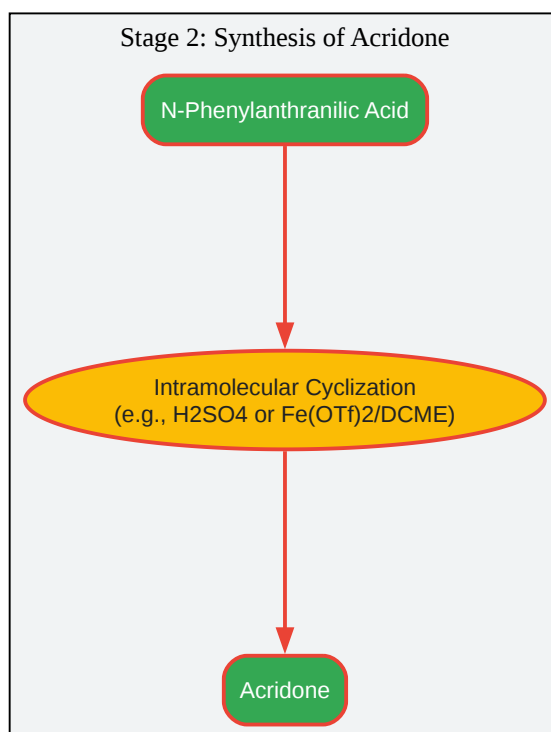 Stage 2: Synthesis of Acridone
N-Phenylanthranilic Acid
Intramolecular Cyclization
(e.g., H2SO4 or Fe(OTf)2/DCME)
Acridone